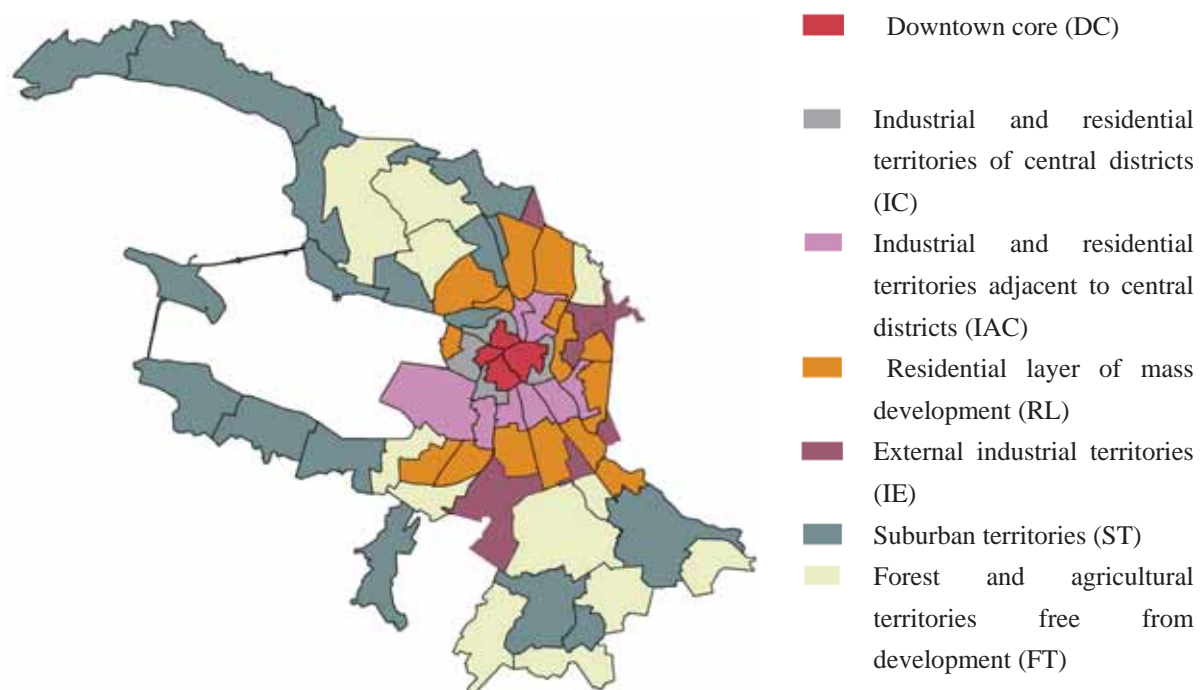 Downtown core (DC)
Industrial and residential
territories of central districts
(IC)
Industrial and residential
territories adjacent to central
districts (IAC)
Residential layer of mass
development (RL)
External industrial territories
(IE)
Suburban territories (ST)
Forest and agricultural
territories free from
development (FT)